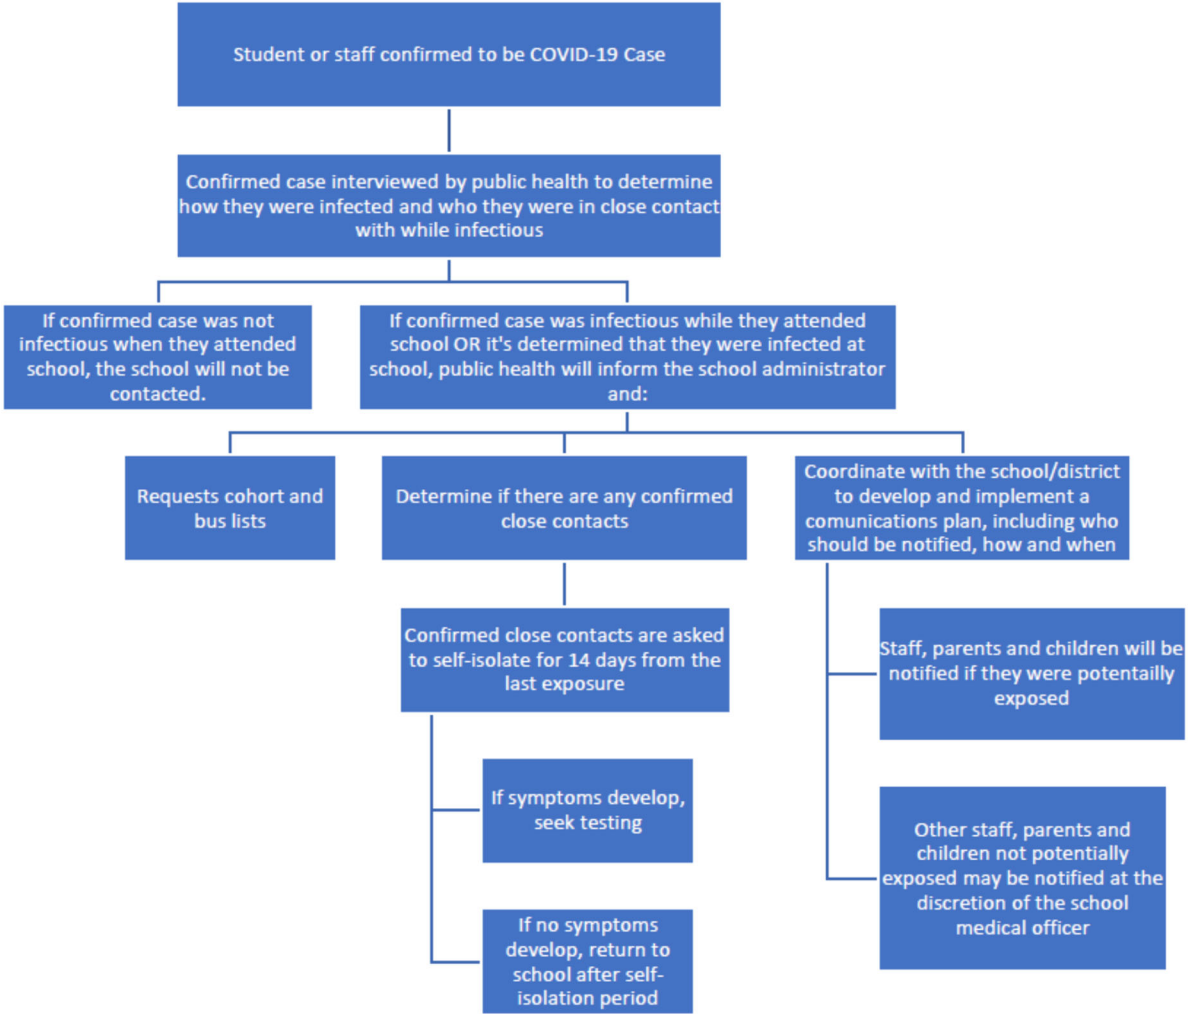 Student or staff confirmed to be COVID-19 Case
Confirmed case interviewed by public health to determine
how they were infected and who they were in close contact
with while infectious
If confirmed case was not
infectious when they attended
school, the school will not be
contacted.
If confirmed case was infectious while they attended
school OR it's determined that they were infected at
school, public health will inform the school administrator
and:
Requests cohort and
bus lists
Determine if there are any confirmed
close contacts
Coordinate with the school/district
to develop and implement a
comunications plan, including who
should be notified, how and when
Confirmed close contacts are asked
to self-isolate for 14 days from the
last exposure
Staff, parents and children will be
notified if they were potentailly
exposed
If symptoms develop,
seek testing
Other staff, parents and
children not potentially
exposed may be notified at the
discretion of the school
medical officer
If no symptoms
develop, return to
school after self-
isolation period